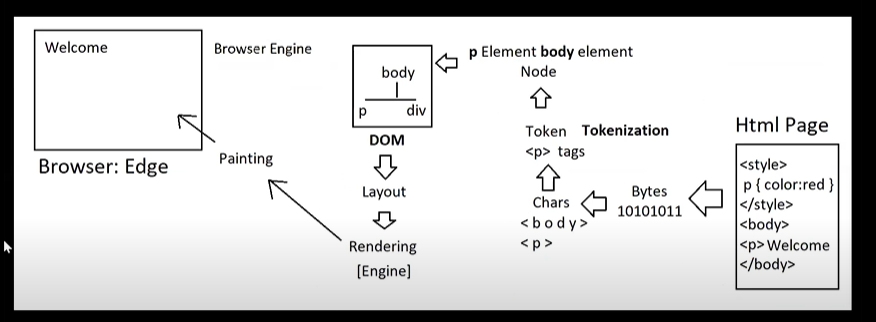 Welcome
Browser: Edge
Browser Engine
Painting
body
p div
DOM
Layout
Rendering
[Engine]
p Element body element
Node
Token Tokenization
<p> tags
Chars
< b o d y >
< p >
Bytes
10101011
Html Page
<style>
p { color:red }
</style>
<body>
<p>Welcome
</body>